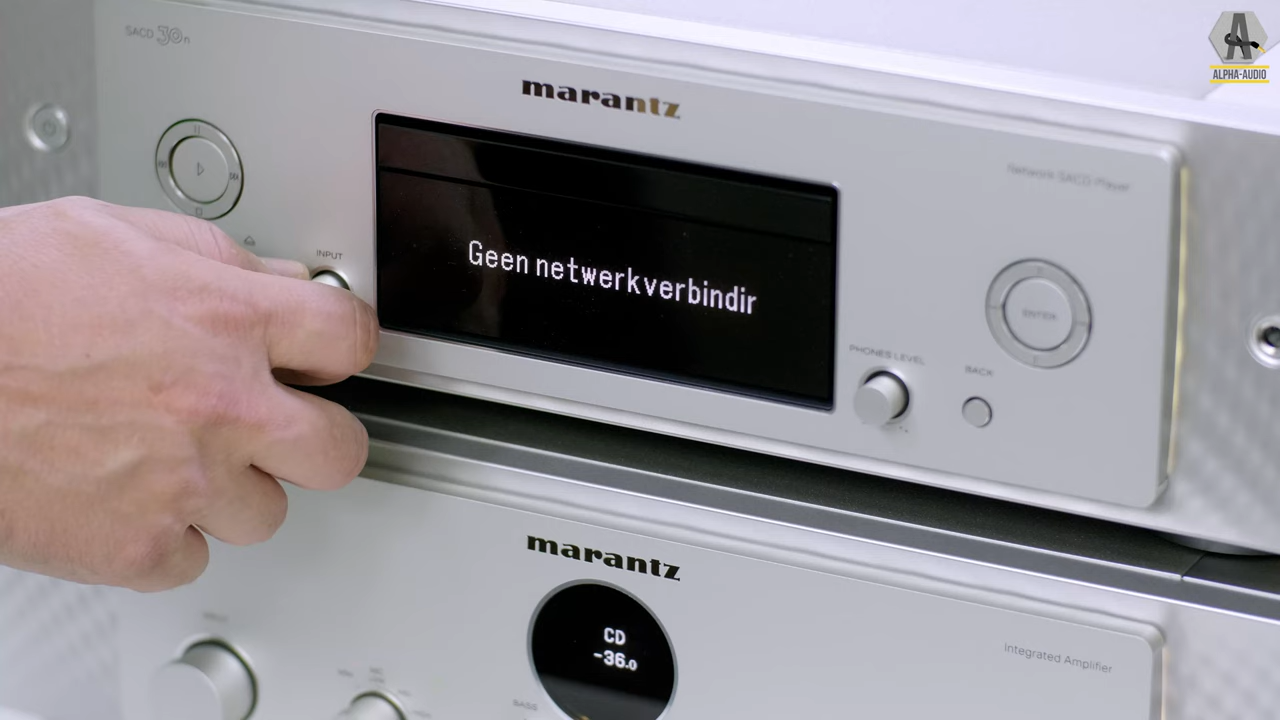 SACD 30n
marantz
Network SACD Player
INPUT
Geen netwerkverbindir
ENTER
PHONES LEVEL
BACK
marantz
CD
-36.0
Integrated Amplifier
BASS
A
ALPHA-AUDIO